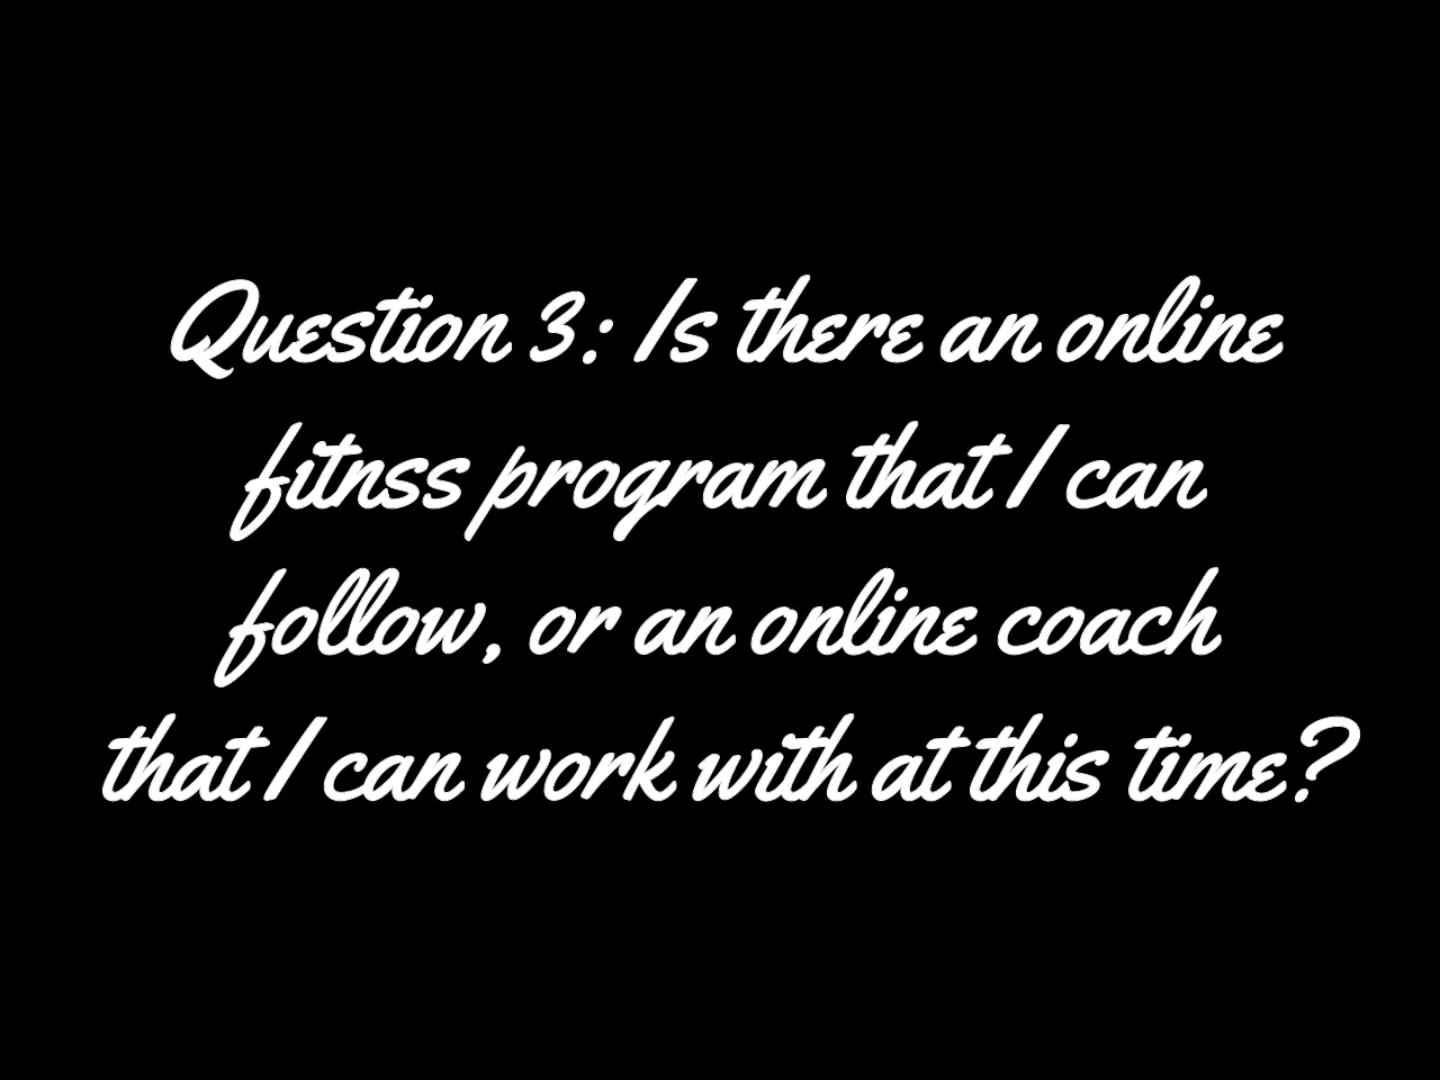 Question 3: Is there an online
fitnss program that I can
follow, or an online coach
that I can work with at this time?